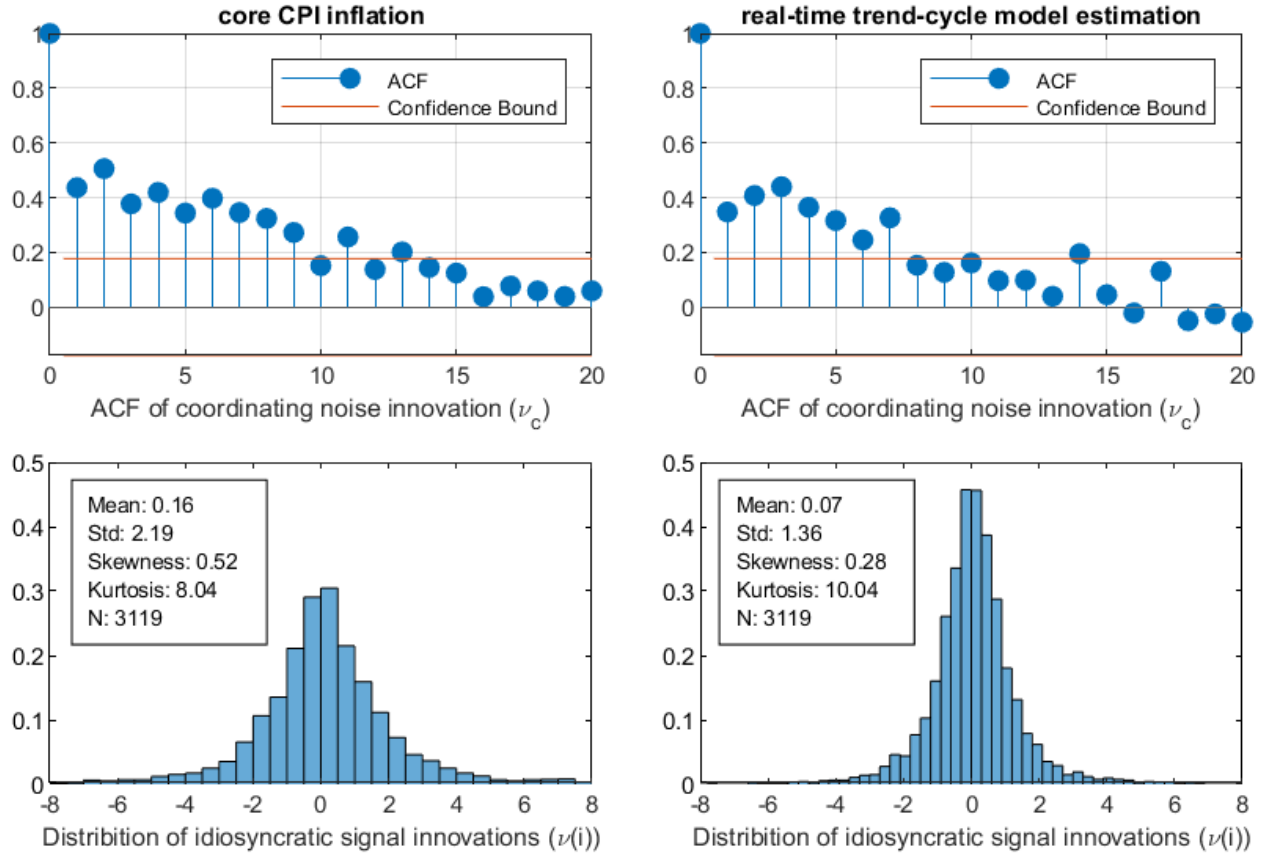 core CPI inflation
1
0.8
0.6
0.4
0.2
0
0 5 10 15 20
ACF
Confidence Bound
ACF of coordinating noise innovation (ν_c)
real-time trend-cycle model estimation
1
0.8
0.6
0.4
0.2
0
0 5 10 15 20
ACF
Confidence Bound
ACF of coordinating noise innovation (ν_c)
0.5
0.4
0.3
0.2
0.1
0
-8 -6 -4 -2 0 2 4 6 8
Mean: 0.16
Std: 2.19
Skewness: 0.52
Kurtosis: 8.04
N: 3119
Distribition of idiosyncratic signal innovations (ν(i))
0.5
0.4
0.3
0.2
0.1
0
-8 -6 -4 -2 0 2 4 6 8
Mean: 0.07
Std: 1.36
Skewness: 0.28
Kurtosis: 10.04
N: 3119
Distribition of idiosyncratic signal innovations (ν(i))